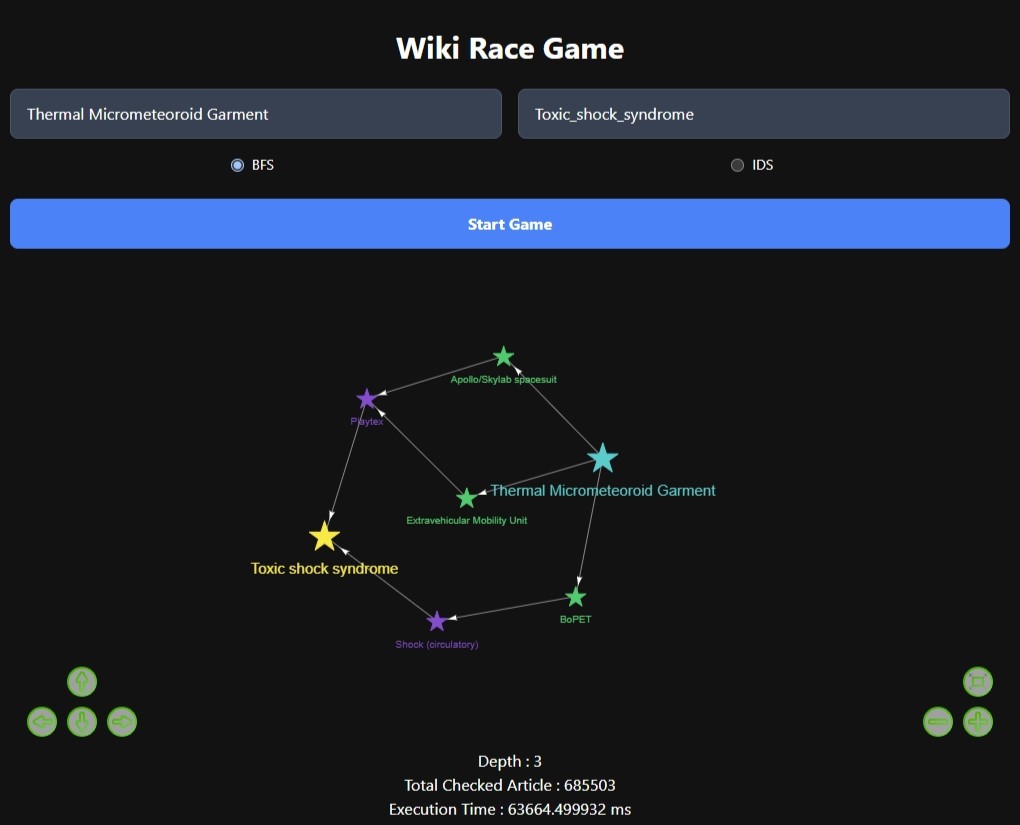 Wiki Race Game
Thermal Micrometeoroid Garment
Toxic_shock_syndrome
BFS
IDS
Start Game
Apollo/Skylab spacesuit
Playtex
Thermal Micrometeoroid Garment
Extravehicular Mobility Unit
Toxic shock syndrome
BoPET
Shock (circulatory)
Depth : 3
Total Checked Article : 685503
Execution Time : 63664.499932 ms